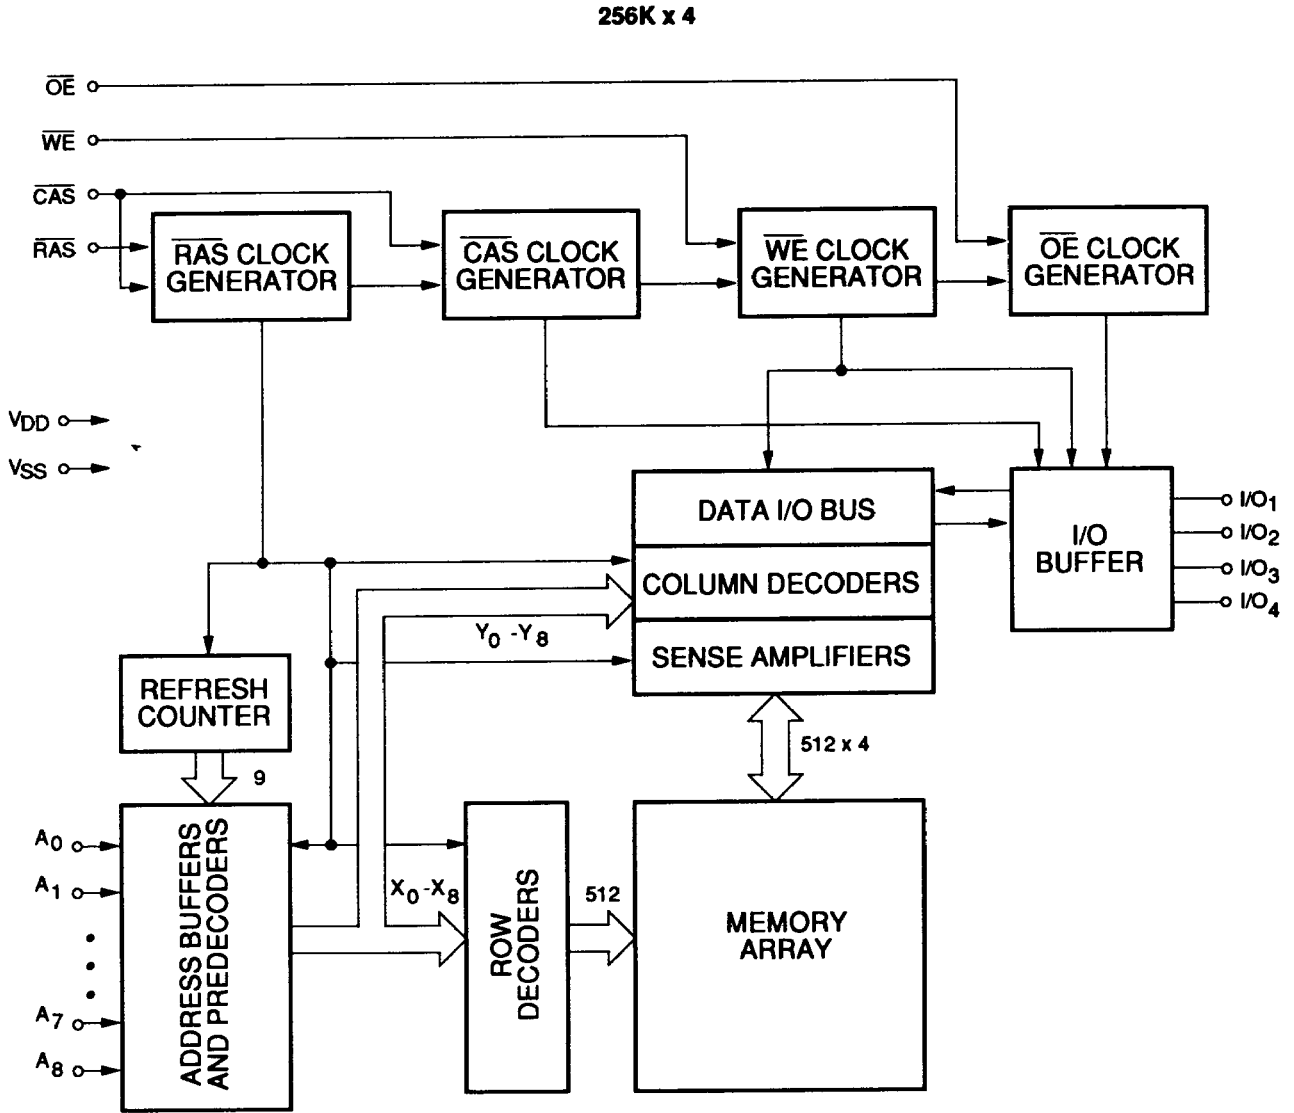 256K x 4
OE
WE
CAS
RAS
RAS CLOCK
GENERATOR
CAS CLOCK
GENERATOR
WE CLOCK
GENERATOR
OE CLOCK
GENERATOR
VDD
VSS
DATA I/O BUS
COLUMN DECODERS
SENSE AMPLIFIERS
I/O
BUFFER
I/O1
I/O2
I/O3
I/O4
Y0 -Y8
REFRESH
COUNTER
9
512 x 4
A0
A1
A7
A8
ADDRESS BUFFERS
AND PREDECODERS
X0-X8
ROW
DECODERS
512
MEMORY
ARRAY